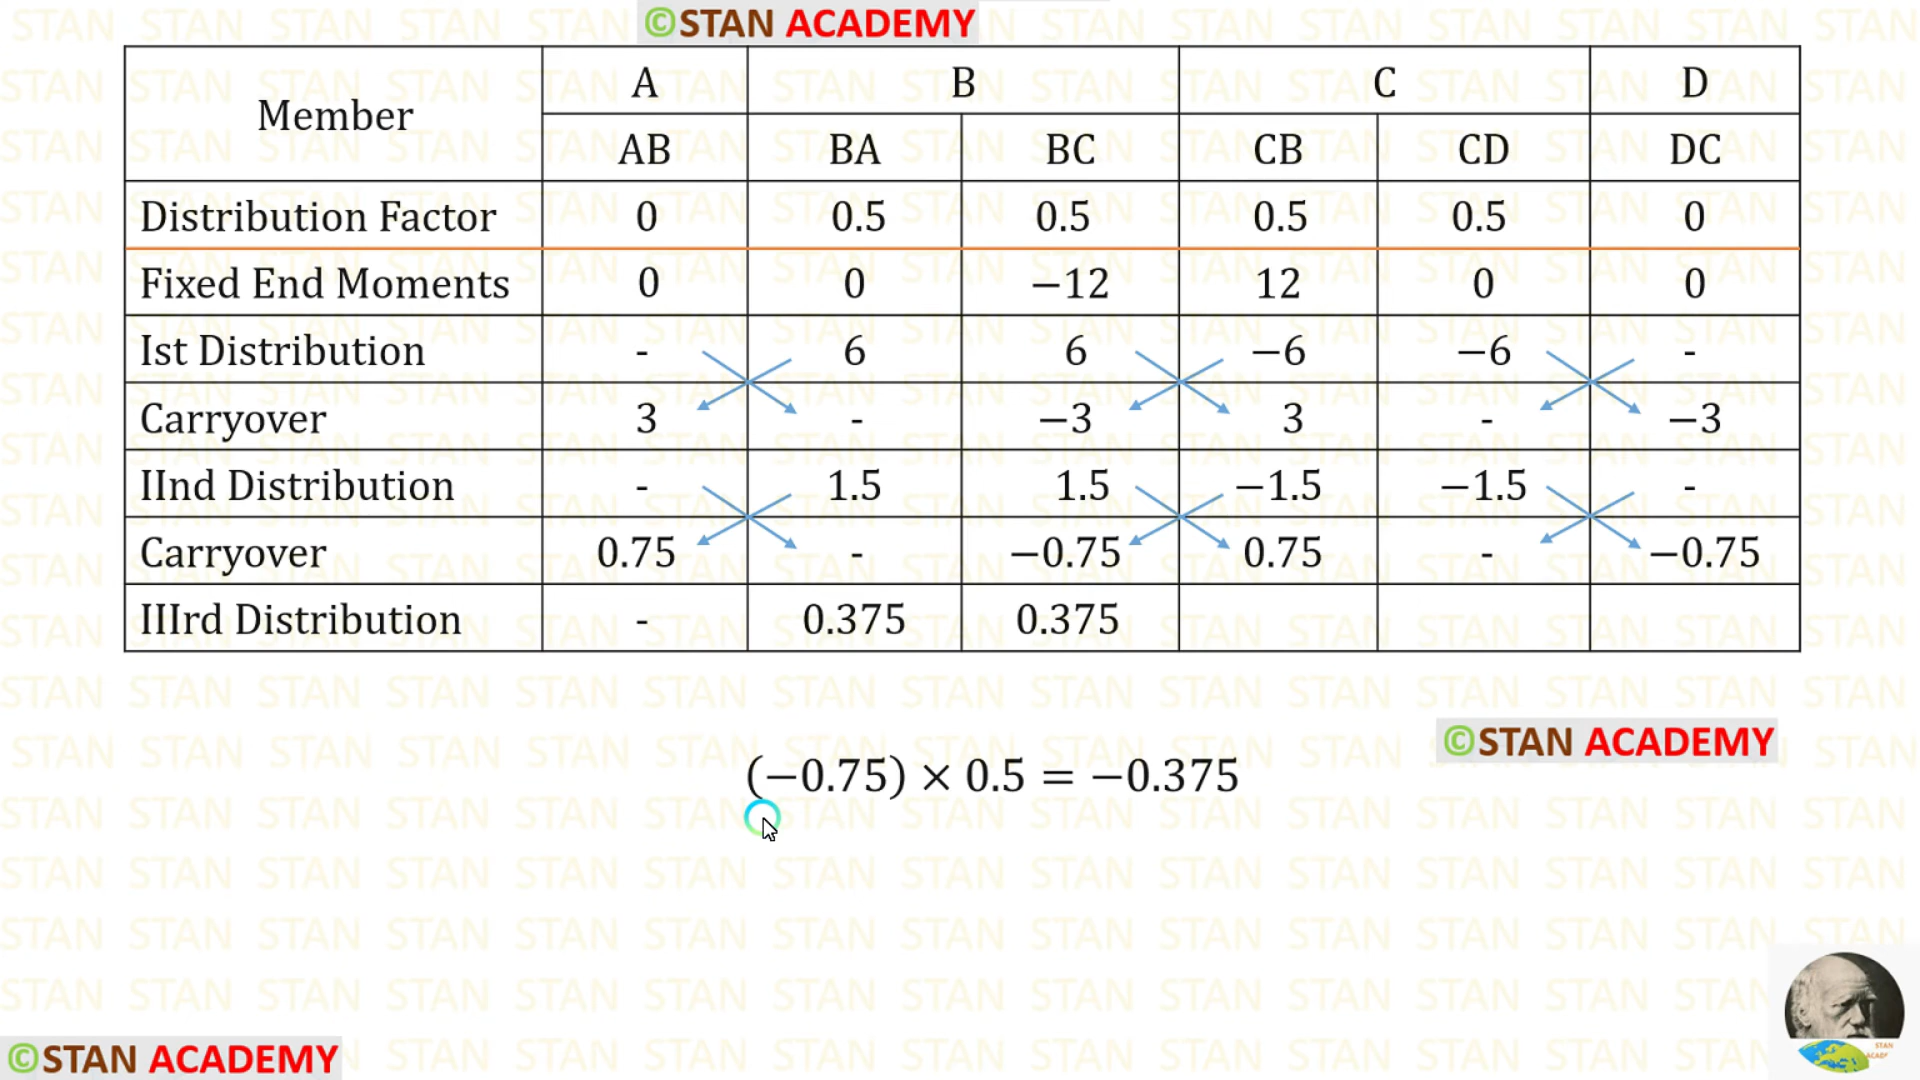 ©STAN ACADEMY
Member A B C D
AB BA BC CB CD DC
Distribution Factor 0 0.5 0.5 0.5 0.5 0
Fixed End Moments 0 0 −12 12 0 0
Ist Distribution - 6 6 −6 −6 -
Carryover 3 - −3 3 - −3
IInd Distribution - 1.5 1.5 −1.5 −1.5 -
Carryover 0.75 - −0.75 0.75 - −0.75
IIIrd Distribution - 0.375 0.375
©STAN ACADEMY
(−0.75) × 0.5 = −0.375
©STAN ACADEMY
STAN